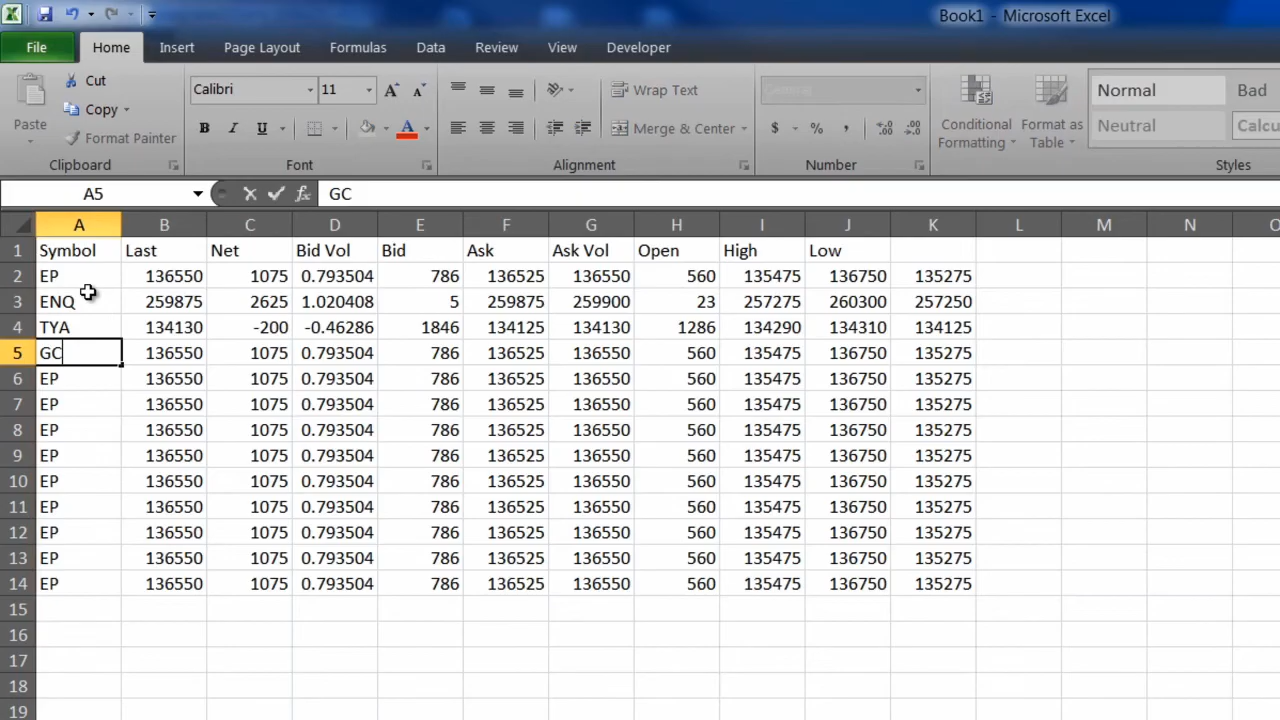 Book1 - Microsoft Excel
File Home Insert Page Layout Formulas Data Review View Developer
Paste Cut Copy Format Painter Clipboard
Calibri 11 A A B I U A Font
Wrap Text Merge & Center Alignment
General $ % , .0 .00 .00 .0 Number
Conditional Formatting Format as Table Normal Bad Neutral Calcu Styles
A5 fx GC
A B C D E F G H I J K L M N O
1 Symbol Last Net Bid Vol Bid Ask Ask Vol Open High Low
2 EP 136550 1075 0.793504 786 136525 136550 560 135475 136750 135275
3 ENQ 259875 2625 1.020408 5 259875 259900 23 257275 260300 257250
4 TYA 134130 -200 -0.46286 1846 134125 134130 1286 134290 134310 134125
5 GC 136550 1075 0.793504 786 136525 136550 560 135475 136750 135275
6 EP 136550 1075 0.793504 786 136525 136550 560 135475 136750 135275
7 EP 136550 1075 0.793504 786 136525 136550 560 135475 136750 135275
8 EP 136550 1075 0.793504 786 136525 136550 560 135475 136750 135275
9 EP 136550 1075 0.793504 786 136525 136550 560 135475 136750 135275
10 EP 136550 1075 0.793504 786 136525 136550 560 135475 136750 135275
11 EP 136550 1075 0.793504 786 136525 136550 560 135475 136750 135275
12 EP 136550 1075 0.793504 786 136525 136550 560 135475 136750 135275
13 EP 136550 1075 0.793504 786 136525 136550 560 135475 136750 135275
14 EP 136550 1075 0.793504 786 136525 136550 560 135475 136750 135275
15
16
17
18
19